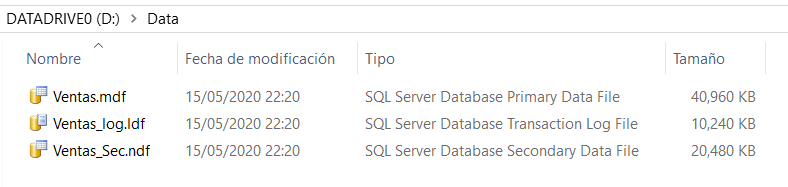 DATADRIVE0 (D:) > Data
Nombre Fecha de modificación Tipo Tamaño
Ventas.mdf 15/05/2020 22:20 SQL Server Database Primary Data File 40,960 KB
Ventas_log.ldf 15/05/2020 22:20 SQL Server Database Transaction Log File 10,240 KB
Ventas_Sec.ndf 15/05/2020 22:20 SQL Server Database Secondary Data File 20,480 KB